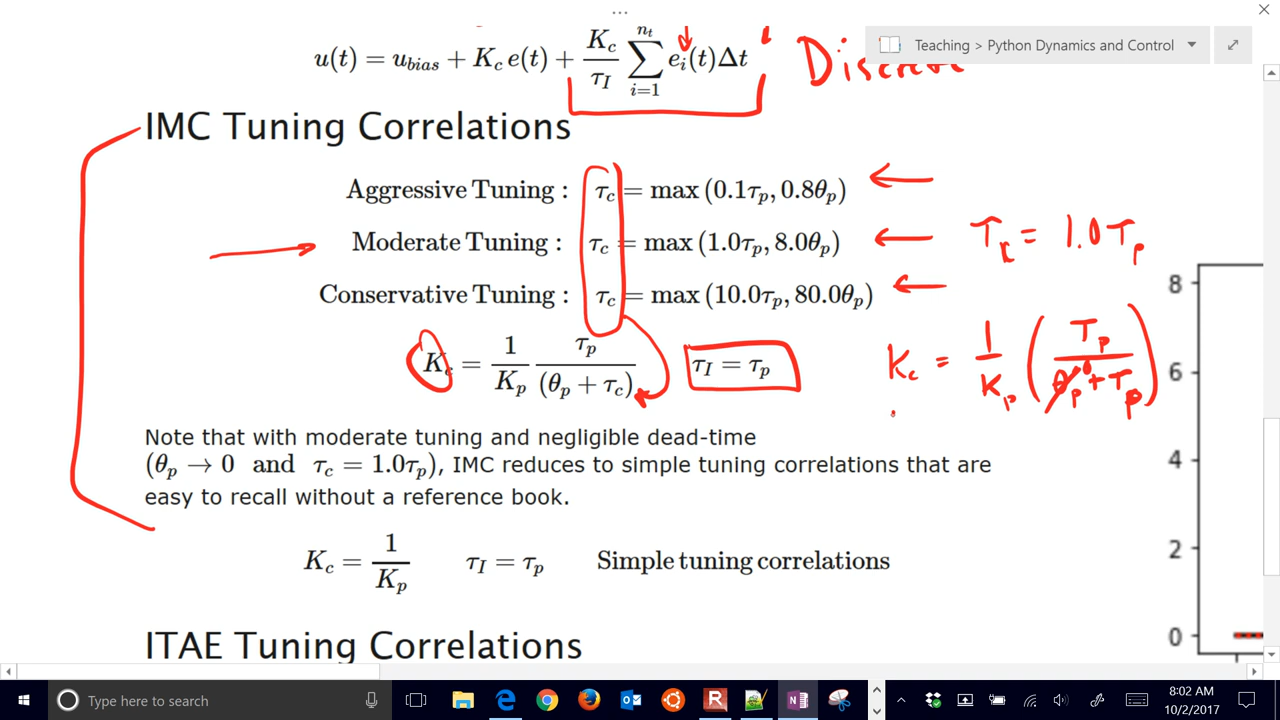 Teaching > Python Dynamics and Control
u(t) = u_bias + K_c e(t) + K_c/τ_I Σ_{i=1}^{n_t} e_i(t)Δt
IMC Tuning Correlations
Aggressive Tuning : τ_c = max (0.1τ_p, 0.8θ_p)
Moderate Tuning : τ_c = max (1.0τ_p, 8.0θ_p) τ_c = 1.0 τ_p
Conservative Tuning : τ_c = max (10.0τ_p, 80.0θ_p)
K_c = 1/K_p τ_p/(θ_p + τ_c) τ_I = τ_p K_c = 1/K_p (τ_p/(θ_p^0 + τ_p))
Note that with moderate tuning and negligible dead-time
(θ_p → 0 and τ_c = 1.0τ_p), IMC reduces to simple tuning correlations that are
easy to recall without a reference book.
K_c = 1/K_p τ_I = τ_p Simple tuning correlations
ITAE Tuning Correlations
8
6
4
2
0
Type here to search
8:02 AM
10/2/2017